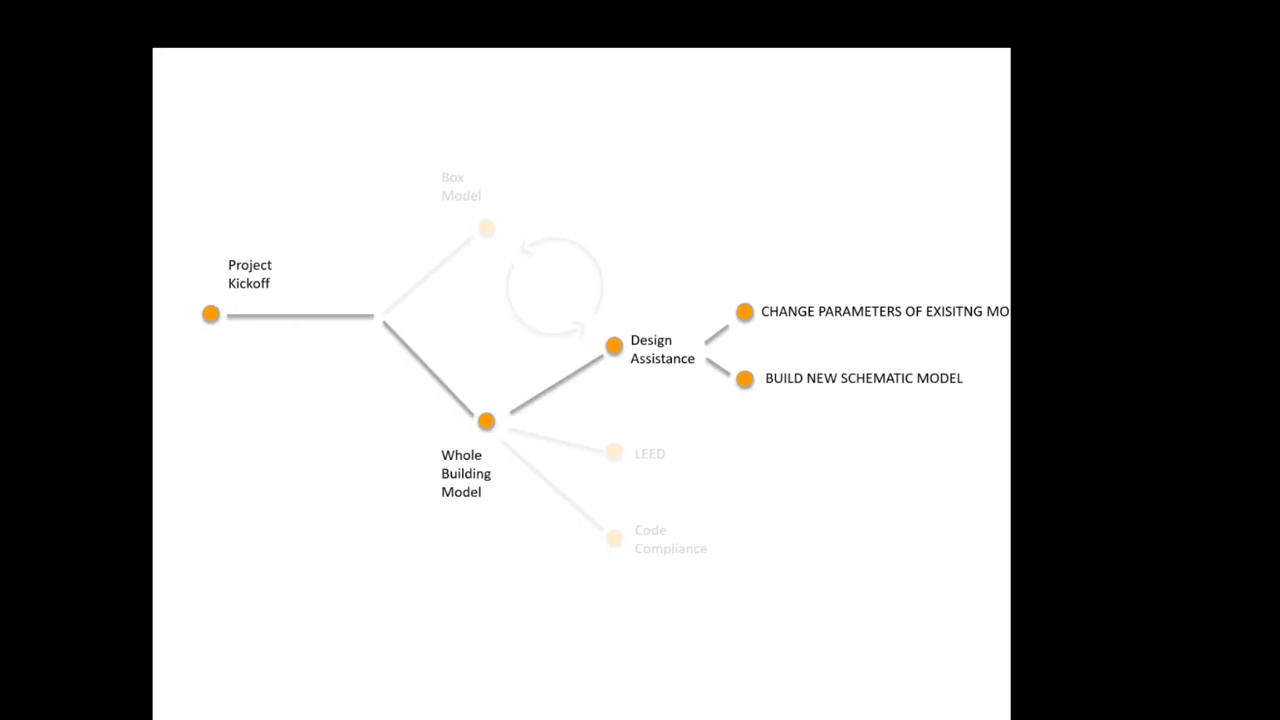 Box
Model
Project
Kickoff
CHANGE PARAMETERS OF EXISITNG MO
Design
Assistance
BUILD NEW SCHEMATIC MODEL
Whole
Building
Model
LEED
Code
Compliance